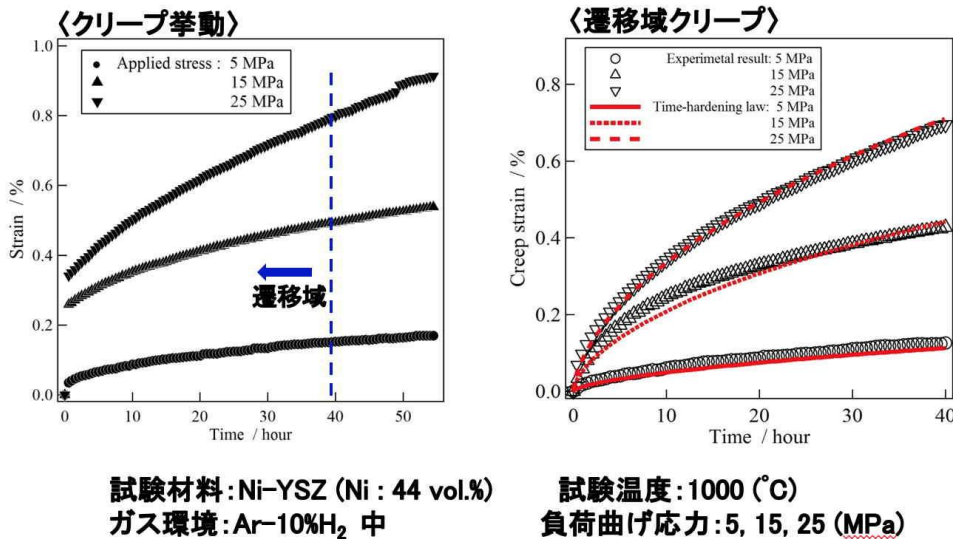 〈クリープ挙動〉
1.0
0.8
0.6
0.4
0.2
0.0
Strain / %
Applied stress : 5 MPa
15 MPa
25 MPa
遷移域
0
10
20
30
40
50
Time / hour
〈遷移域クリープ〉
0.8
0.6
0.4
0.2
0.0
Creep strain / %
Experimetal result: 5 MPa
15 MPa
25 MPa
Time-hardening law: 5 MPa
15 MPa
25 MPa
0
10
20
30
40
Time / hour
試験材料:Ni-YSZ (Ni : 44 vol.%)
試験温度:1000 (°C)
ガス環境:Ar-10%H₂ 中
負荷曲げ応力:5, 15, 25 (MPa)